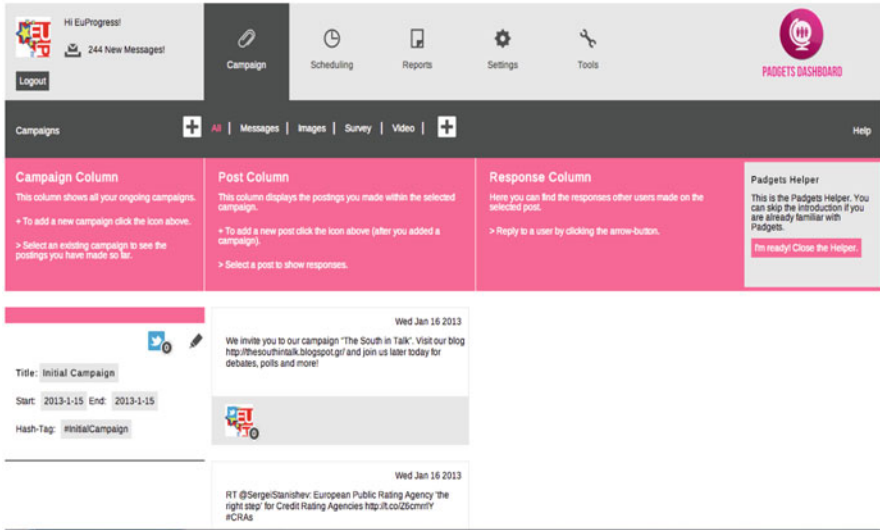 Hi EuProgress!
244 New Messages!
Logout
Campaign
Scheduling
Reports
Settings
Tools
PADGETS DASHBOARD
Campaigns
All | Messages | Images | Survey | Video |
Help
Campaign Column
This column shows all your ongoing campaigns.
+ To add a new campaign click the icon above.
> Select an existing campaign to see the
postings you have made so far.
Post Column
This column displays the postings you made within the selected
campaign.
+ To add a new post click the icon above (after you added a
campaign).
> Select a post to show responses.
Response Column
Here you can find the responses other users made on the
selected post.
> Reply to a user by clicking the arrow-button.
Padgets Helper
This is the Padgets Helper. You
can skip the introduction if you
are already familiar with
Padgets.
I'm ready! Close the Helper.
0
Title: Initial Campaign
Start: 2013-1-15 End: 2013-1-15
Hash-Tag: #InitialCampaign
Wed Jan 16 2013
We invite you to our campaign "The South in Talk". Visit our blog
http://thesouthintalk.blogspot.gr/ and join us later today for
debates, polls and more!
0
Wed Jan 16 2013
RT @SergeiStanishev: European Public Rating Agency 'the
right step' for Credit Rating Agencies
#CRAs